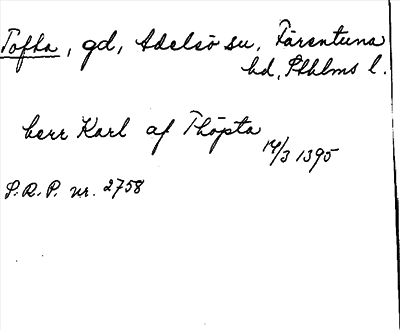 Tofta, gd, Adelsö sn, Färentuna
hd, Sthlms l.
herr Karl af Thöpta
14/3 1395
S.R.P. nr. 2758